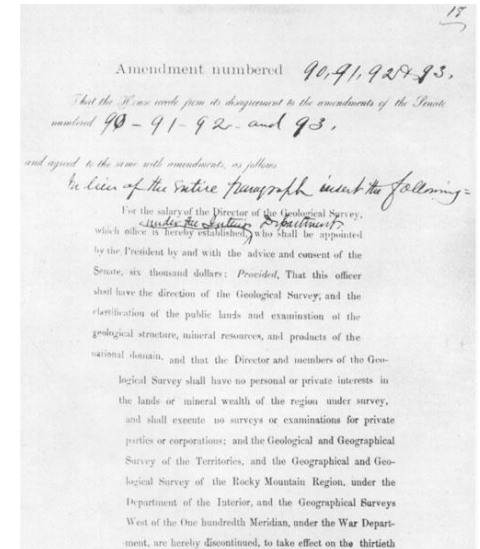 15
Amendment numbered 90, 91, 92 & 93.
That the House recede from its disagreement to the amendments of the Senate
numbered 90 - 91 - 92 - and 93.
and agreed to the same with amendments, as follows
In lieu of the entire paragraph insert the following =
For the salary of the Director of the Geological Survey,
under the Interior Department
which office is hereby established, who shall be appointed
by the President by and with the advice and consent of the
Senate, six thousand dollars: Provided, That this officer
shall have the direction of the Geological Survey, and the
classification of the public lands and examination of the
geological structure, mineral resources, and products of the
national domain, and that the Director and members of the Geo-
logical Survey shall have no personal or private interests in
the lands or mineral wealth of the region under survey,
and shall execute no surveys or examinations for private
parties or corporations; and the Geological and Geographical
Survey of the Territories, and the Geographical and Geo-
logical Survey of the Rocky Mountain Region, under the
Department of the Interior, and the Geographical Surveys
West of the One hundredth Meridian, under the War Depart-
ment, are hereby discontinued, to take effect on the thirtieth